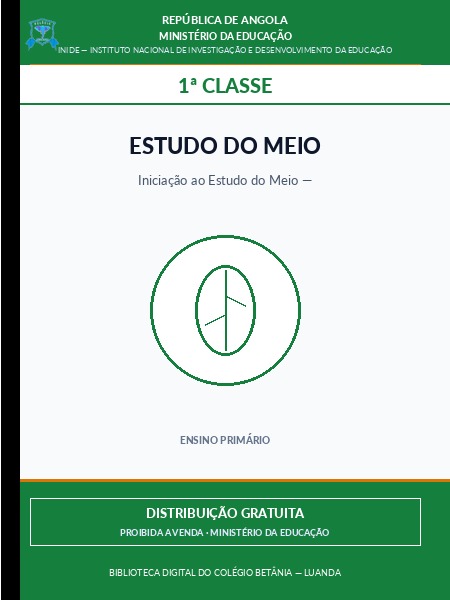 REPÚBLICA DE ANGOLA
MINISTÉRIO DA EDUCAÇÃO
INIDE — INSTITUTO NACIONAL DE INVESTIGAÇÃO E DESENVOLVIMENTO DA EDUCAÇÃO
1ª CLASSE
ESTUDO DO MEIO
Iniciação ao Estudo do Meio —
ENSINO PRIMÁRIO
DISTRIBUIÇÃO GRATUITA
PROIBIDA A VENDA · MINISTÉRIO DA EDUCAÇÃO
BIBLIOTECA DIGITAL DO COLÉGIO BETÂNIA — LUANDA